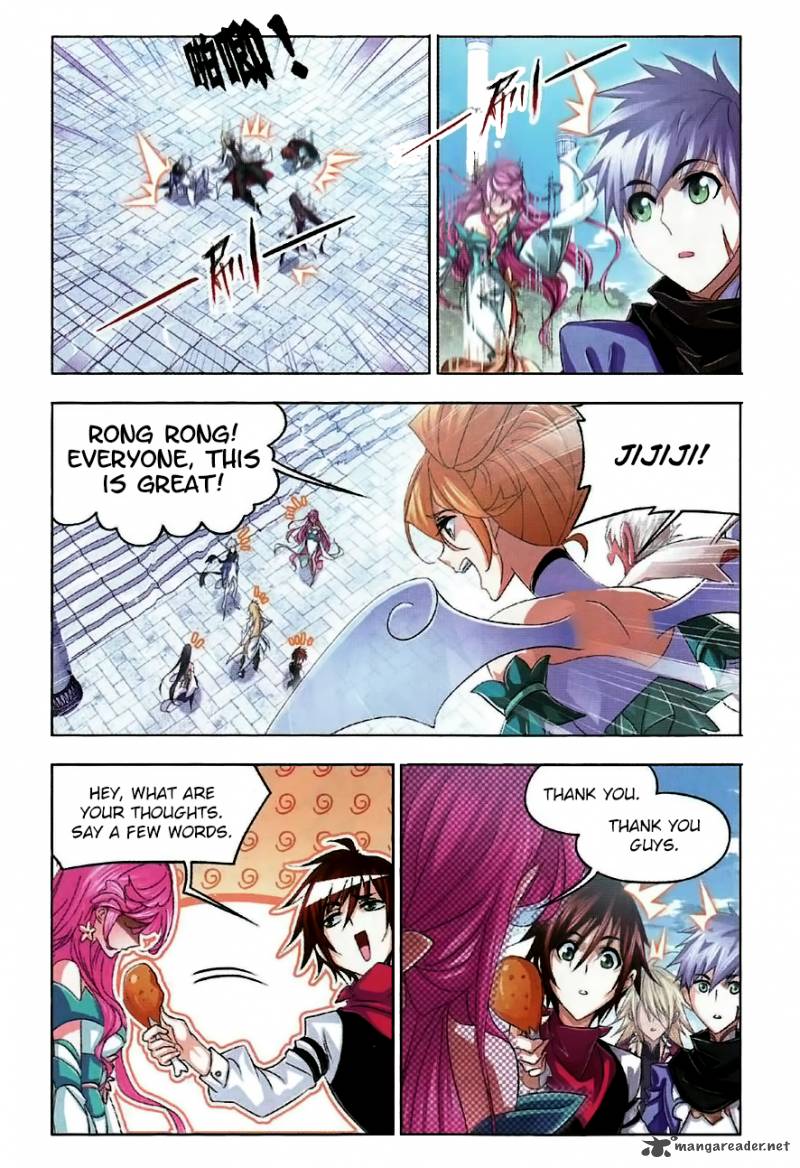 啪唧！
刷
刷
RONG RONG!
EVERYONE, THIS
IS GREAT!
JIJIJI!
HEY, WHAT ARE
YOUR THOUGHTS.
SAY A FEW WORDS.
THANK YOU.
THANK YOU
GUYS.
mangareader.net